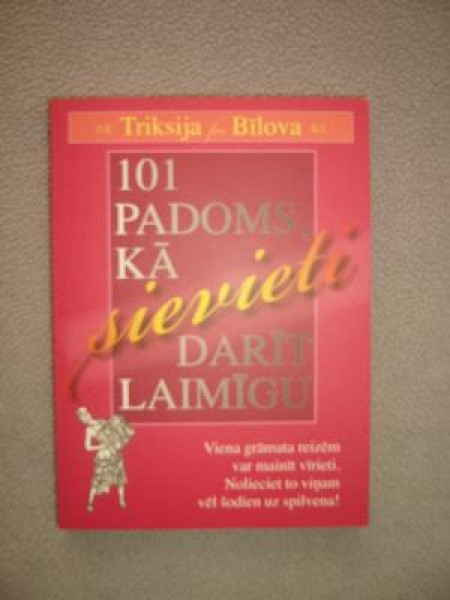 Triksija for Bīlova
101
PADOMS,
KĀ
sievieti
DARĪT
LAIMĪGU
Viena grāmata reizēm
var mainīt vīrieti.
Nolieciet to viņam
vēl šodien uz spilvena!